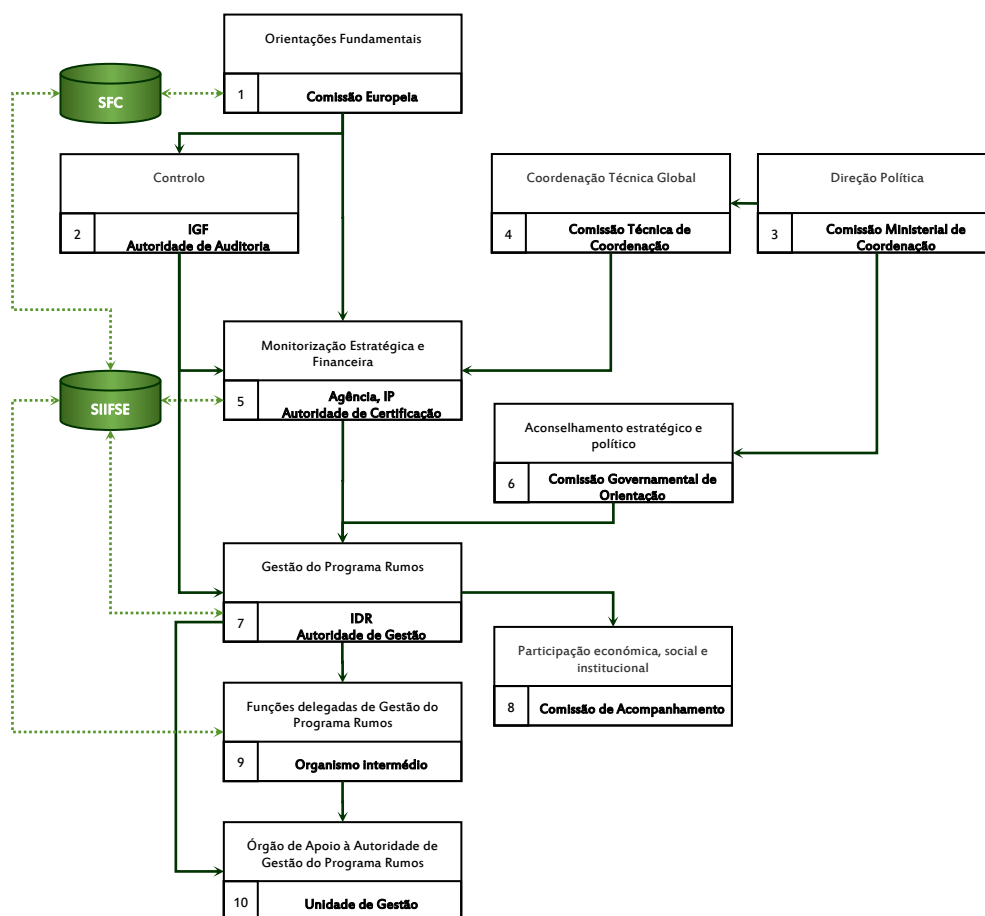 Orientações Fundamentais
1
Comissão Europeia
SFC
Controlo
2
IGF
Autoridade de Auditoria
Coordenação Técnica Global
4
Comissão Técnica de
Coordenação
Direção Política
3
Comissão Ministerial de
Coordenação
Monitorização Estratégica e
Financeira
5
Agência, IP
Autoridade de Certificação
SIIFSE
Aconselhamento estratégico e
político
6
Comissão Governamental de
Orientação
Gestão do Programa Rumos
7
IDR
Autoridade de Gestão
Participação económica, social e
institucional
8
Comissão de Acompanhamento
Funções delegadas de Gestão do
Programa Rumos
9
Organismo intermédio
Órgão de Apoio à Autoridade de
Gestão do Programa Rumos
10
Unidade de Gestão